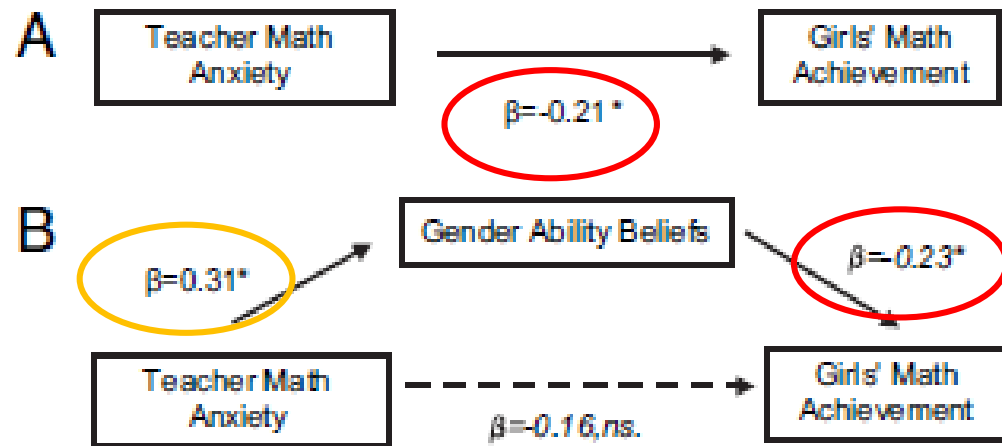 A
Teacher Math
Anxiety
Girls' Math
Achievement
β=-0.21*
B
Gender Ability Beliefs
β=0.31*
β=-0.23*
Teacher Math
Anxiety
Girls' Math
Achievement
β=-0.16,ns.